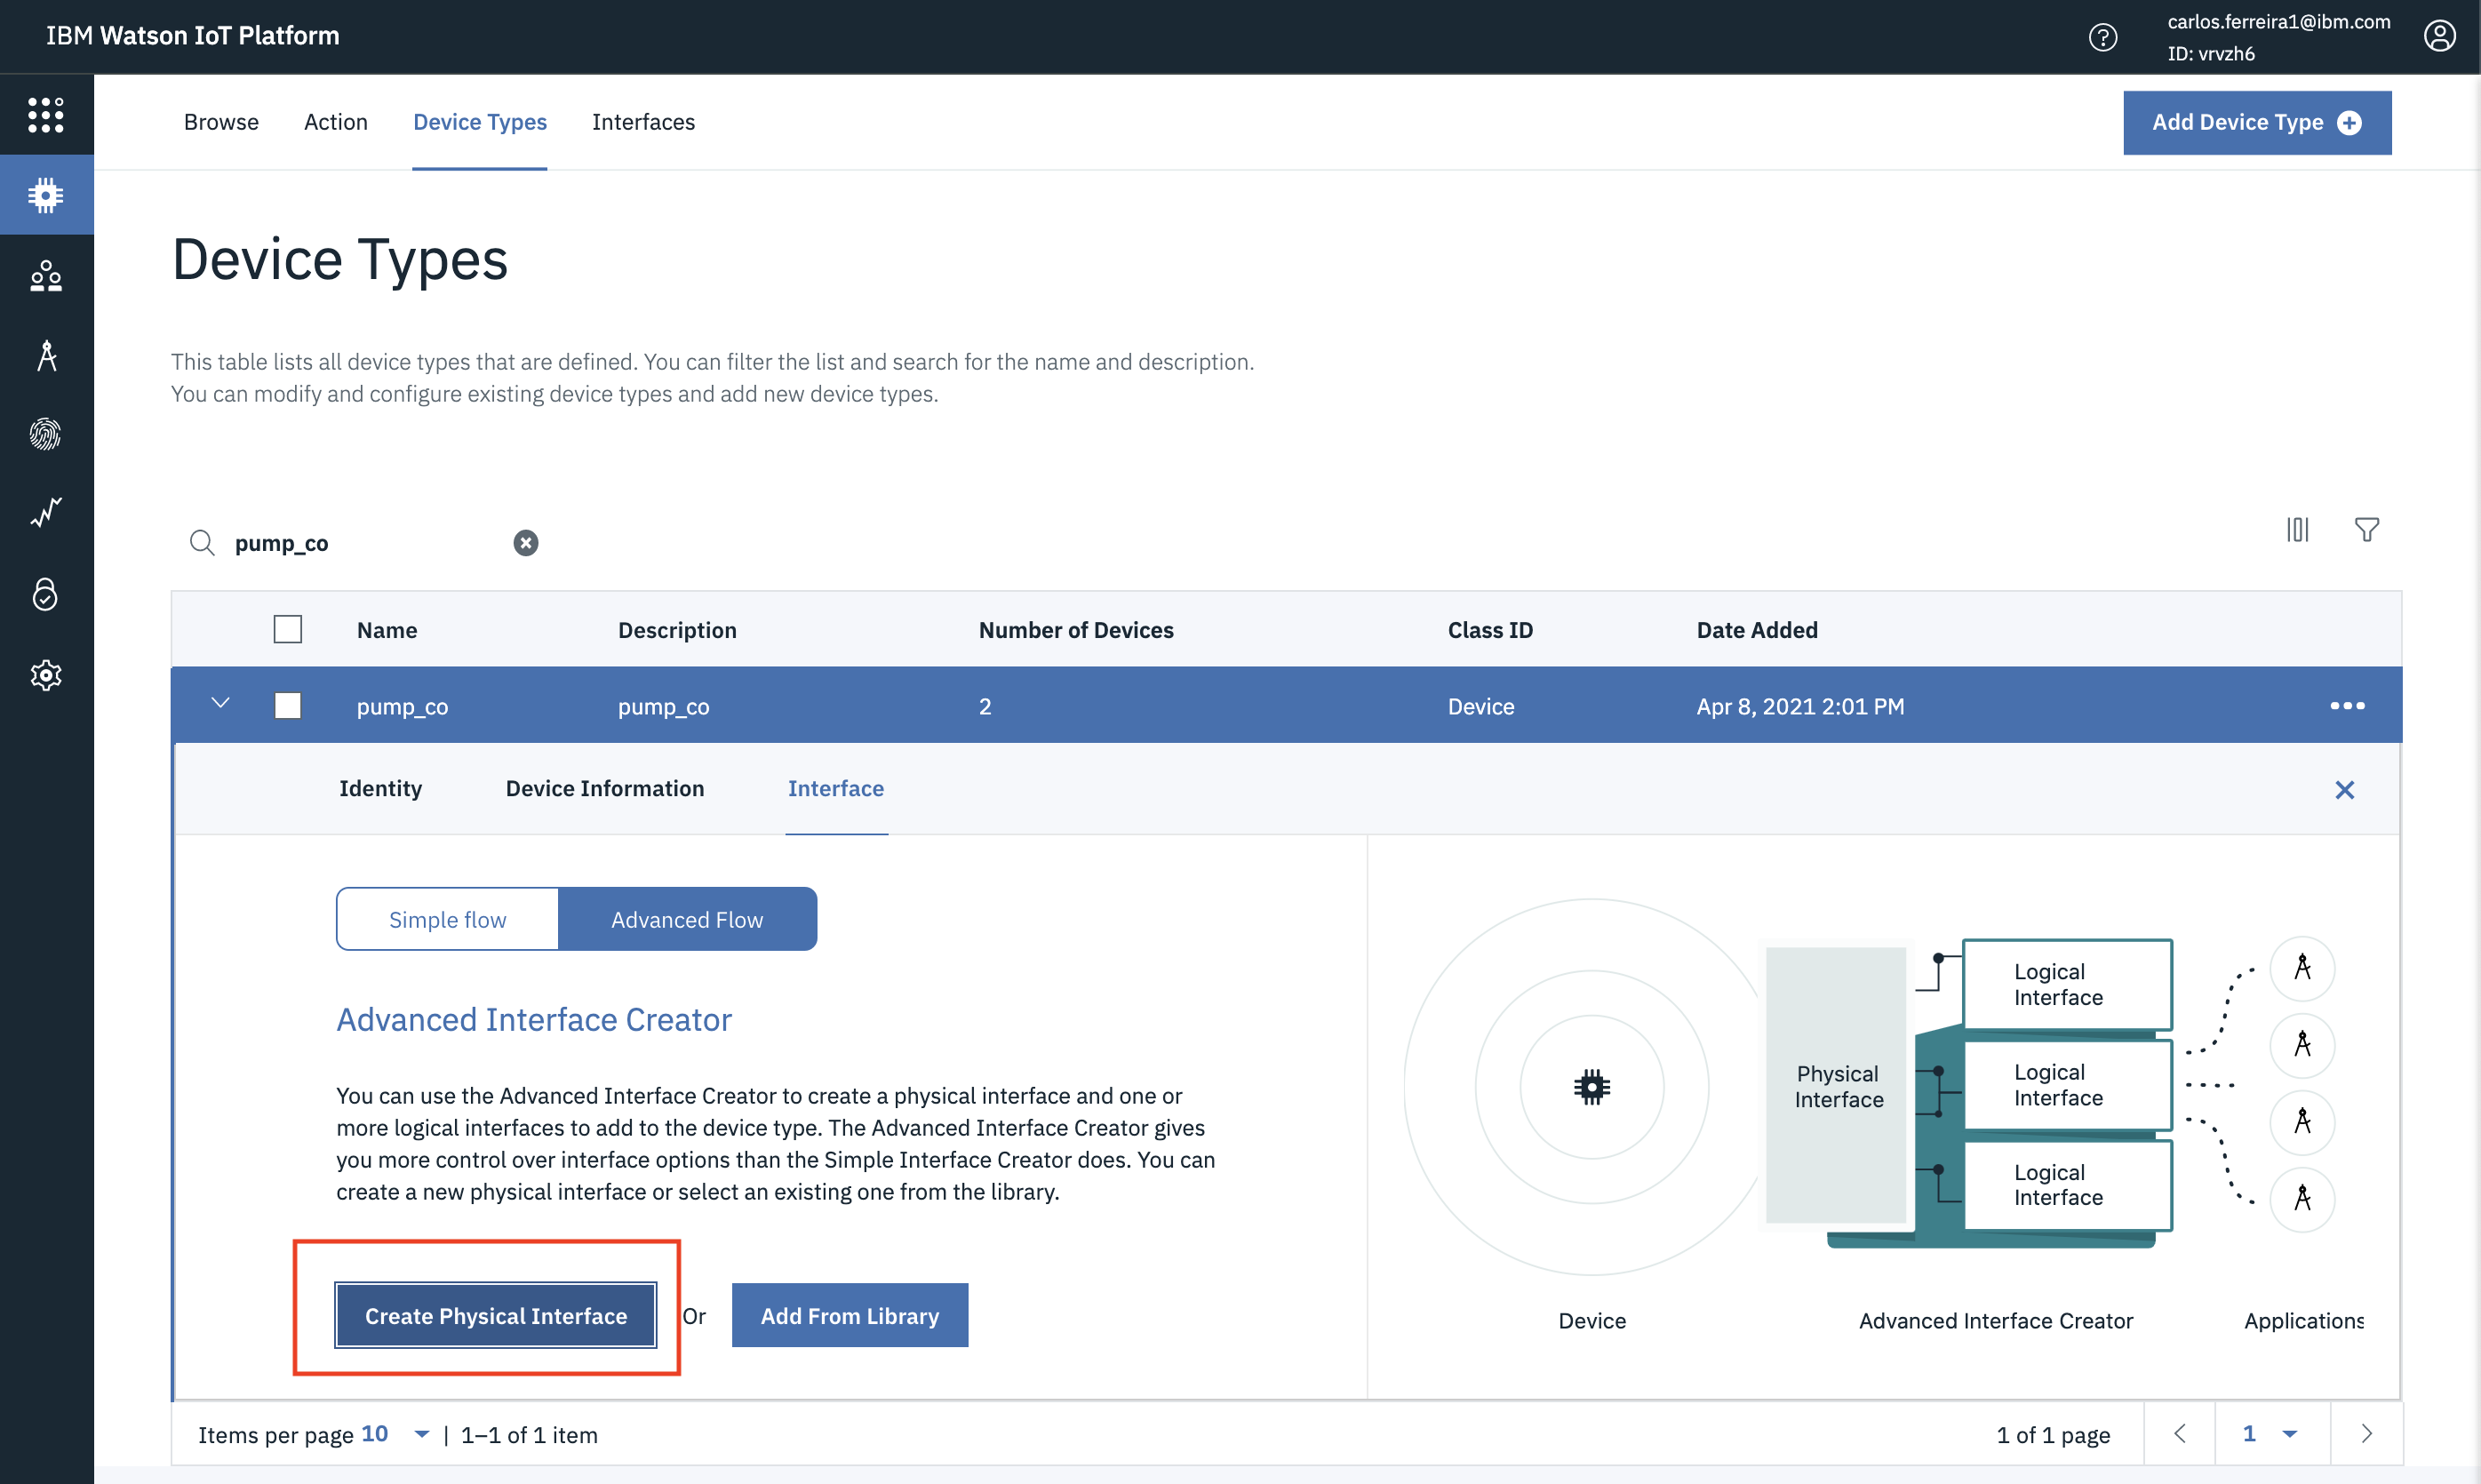 IBM Watson IoT Platform
carlos.ferreira1@ibm.com
ID: vrvzh6
Browse
Action
Device Types
Interfaces
Add Device Type
Device Types
This table lists all device types that are defined. You can filter the list and search for the name and description.
You can modify and configure existing device types and add new device types.
pump_co
Name
Description
Number of Devices
Class ID
Date Added
pump_co
pump_co
2
Device
Apr 8, 2021 2:01 PM
Identity
Device Information
Interface
Simple flow
Advanced Flow
Advanced Interface Creator
You can use the Advanced Interface Creator to create a physical interface and one or
more logical interfaces to add to the device type. The Advanced Interface Creator gives
you more control over interface options than the Simple Interface Creator does. You can
create a new physical interface or select an existing one from the library.
Create Physical Interface
Or
Add From Library
Physical
Interface
Logical
Interface
Logical
Interface
Logical
Interface
Device
Advanced Interface Creator
Applications
Items per page 10 | 1–1 of 1 item
1 of 1 page
1